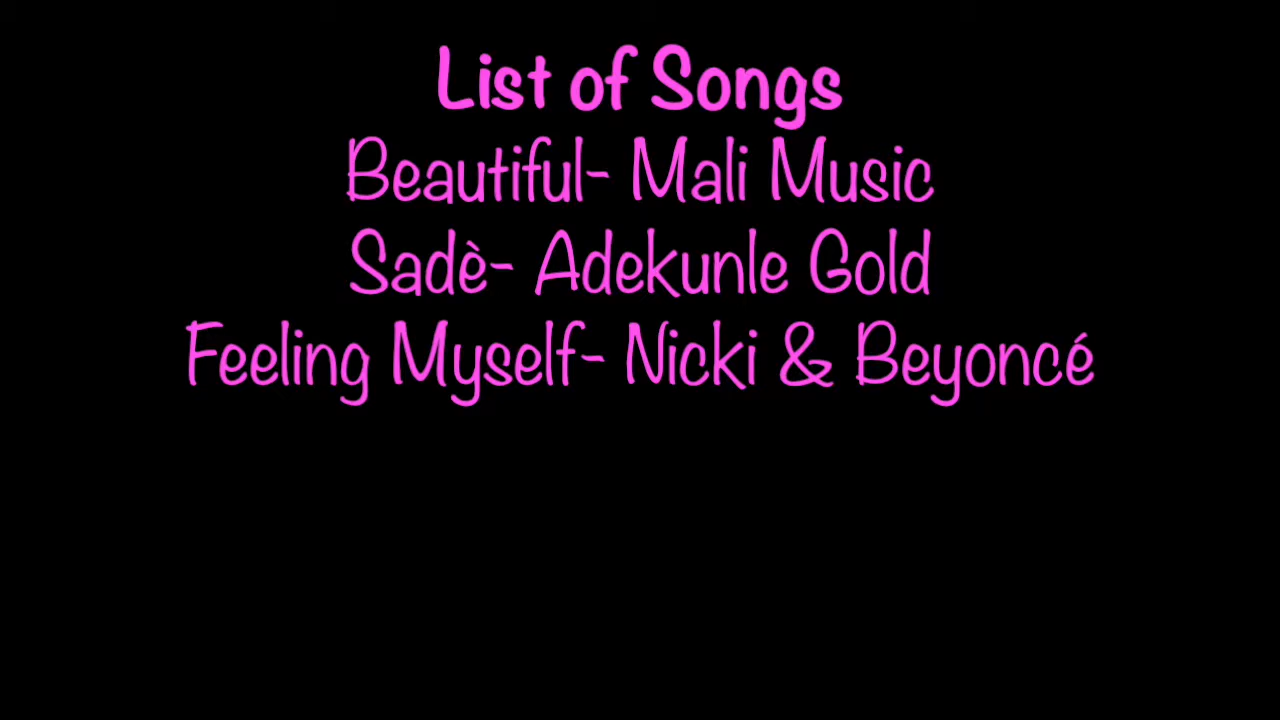 List of Songs
Beautiful- Mali Music
Sadè- Adekunle Gold
Feeling Myself- Nicki & Beyoncé